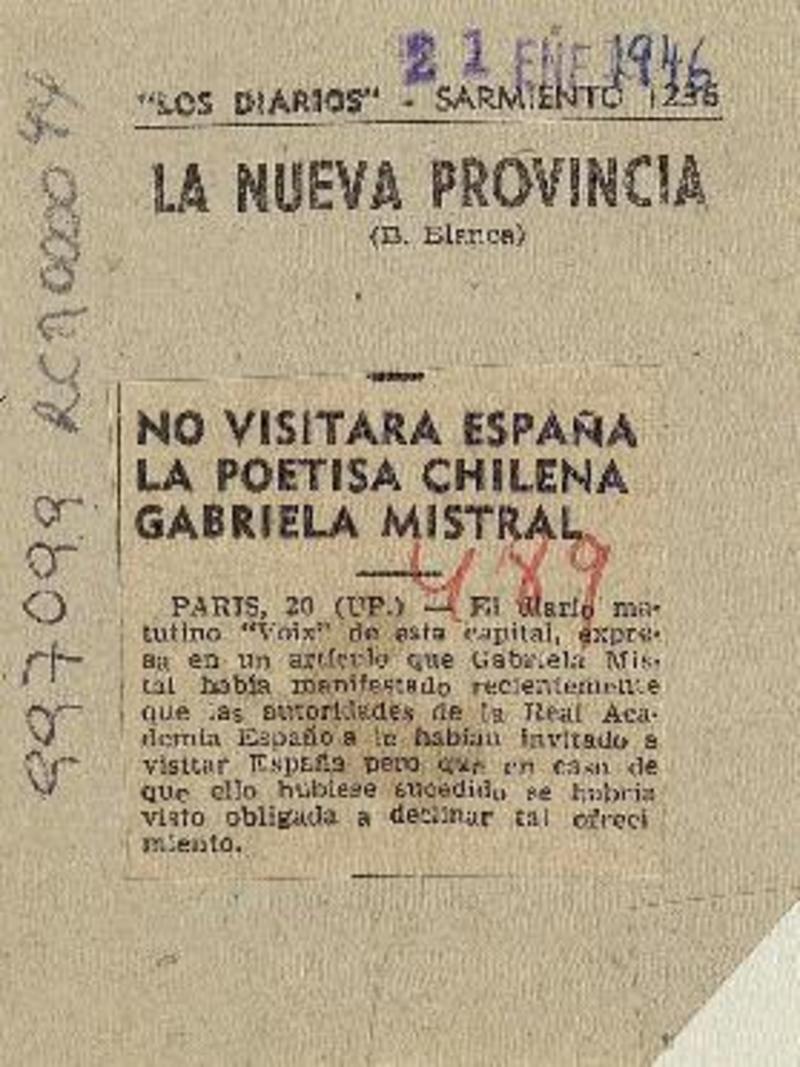 21 ENE 1946
"LOS DIARIOS" - SARMIENTO 1236
LA NUEVA PROVINCIA
(B. Blanca)
NO VISITARA ESPAÑA
LA POETISA CHILENA
GABRIELA MISTRAL
489
PARIS, 20 (UP.) — El diario ma-
tutino "Voix" de esta capital, expre-
sa en un artículo que Gabriela Mis-
tal había manifestado recientemente
que las autoridades de la Real Aca-
demia Española le habían invitado a
visitar España pero que en caso de
que ello hubiese sucedido se habría
visto obligada a declinar tal ofreci
miento.
997099